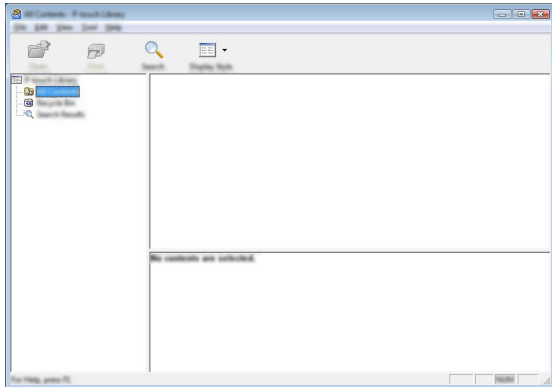 All Contents - P-touch Library
File Edit View Tool Help
Open Print Search Display Style
P-touch Library
All Contents
Recycle Bin
Search Results
No contents are selected.
For Help, press F1
NUM